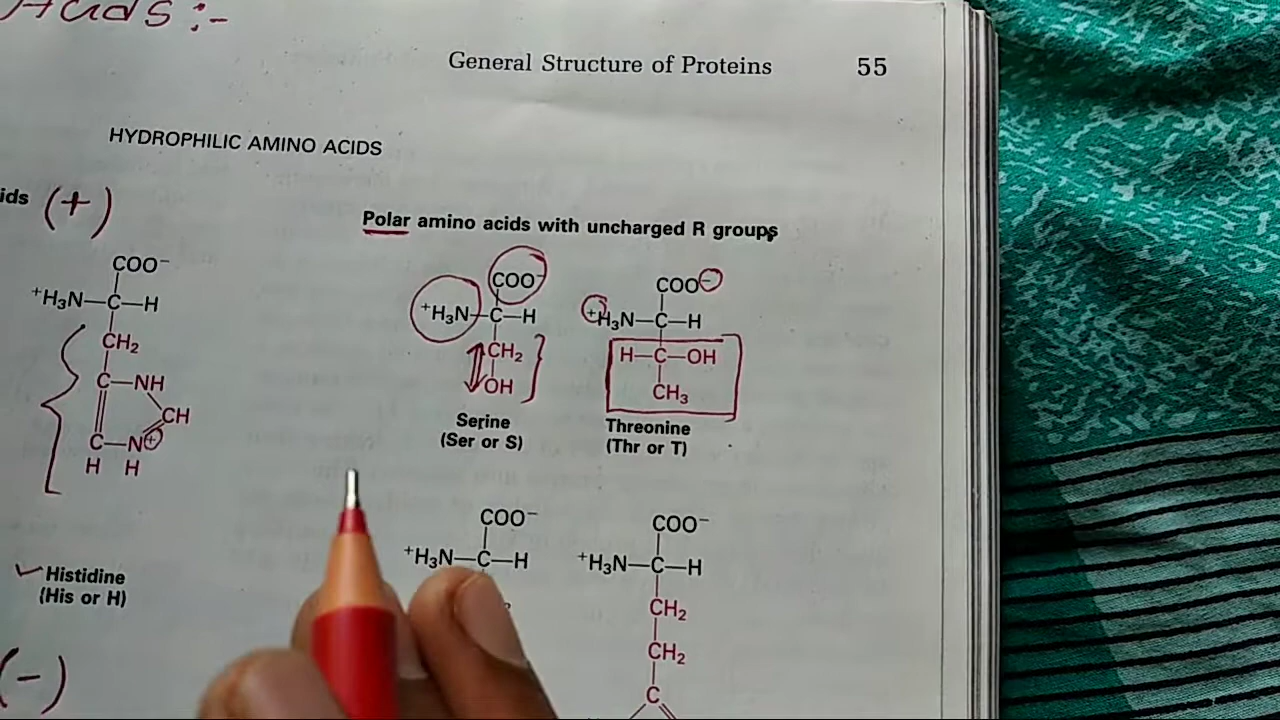 Acids :-
General Structure of Proteins 55
HYDROPHILIC AMINO ACIDS
ids (+)
Polar amino acids with uncharged R groups
COO⁻
⁺H₃N—C—H
CH₂
C—NH
CH
C—N⊕
H H
Histidine
(His or H)
(-)
COO⁻
⁺H₃N—C—H
CH₂
OH
Serine
(Ser or S)
COO⁻
⁺H₃N—C—H
H—C—OH
CH₃
Threonine
(Thr or T)
COO⁻
⁺H₃N—C—H
COO⁻
⁺H₃N—C—H
CH₂
CH₂
C